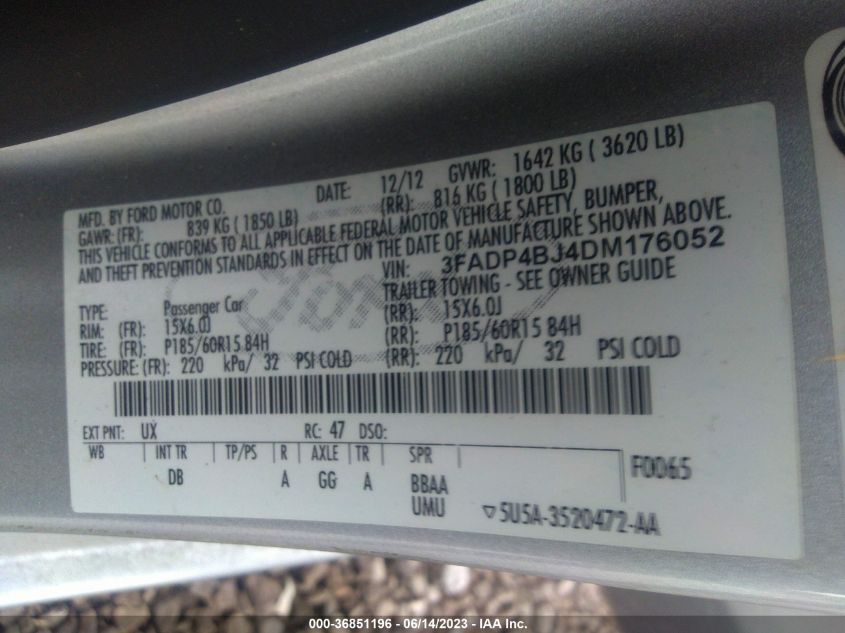 MFD. BY FORD MOTOR CO. DATE: 12/12 GVWR: 1642 KG ( 3620 LB)
GAWR: (FR): 839 KG ( 1850 LB) (RR): 816 KG ( 1800 LB)
THIS VEHICLE CONFORMS TO ALL APPLICABLE FEDERAL MOTOR VEHICLE SAFETY, BUMPER,
AND THEFT PREVENTION STANDARDS IN EFFECT ON THE DATE OF MANUFACTURE SHOWN ABOVE.
VIN: 3FADP4BJ4DM176052
TYPE: Passenger Car TRAILER TOWING - SEE OWNER GUIDE
RIM: (FR): 15X6.0J (RR): 15X6.0J
TIRE: (FR): P185/60R15 84H (RR): P185/60R15 84H
PRESSURE: (FR): 220 kPa/ 32 PSI COLD (RR): 220 kPa/ 32 PSI COLD
EXT PNT: UX RC: 47 DSO:
WB INT TR TP/PS R AXLE TR SPR
DB A GG A BBAA F0065
UMU ▽5U5A-3520472-AA
000-36851196 - 06/14/2023 - IAA Inc.